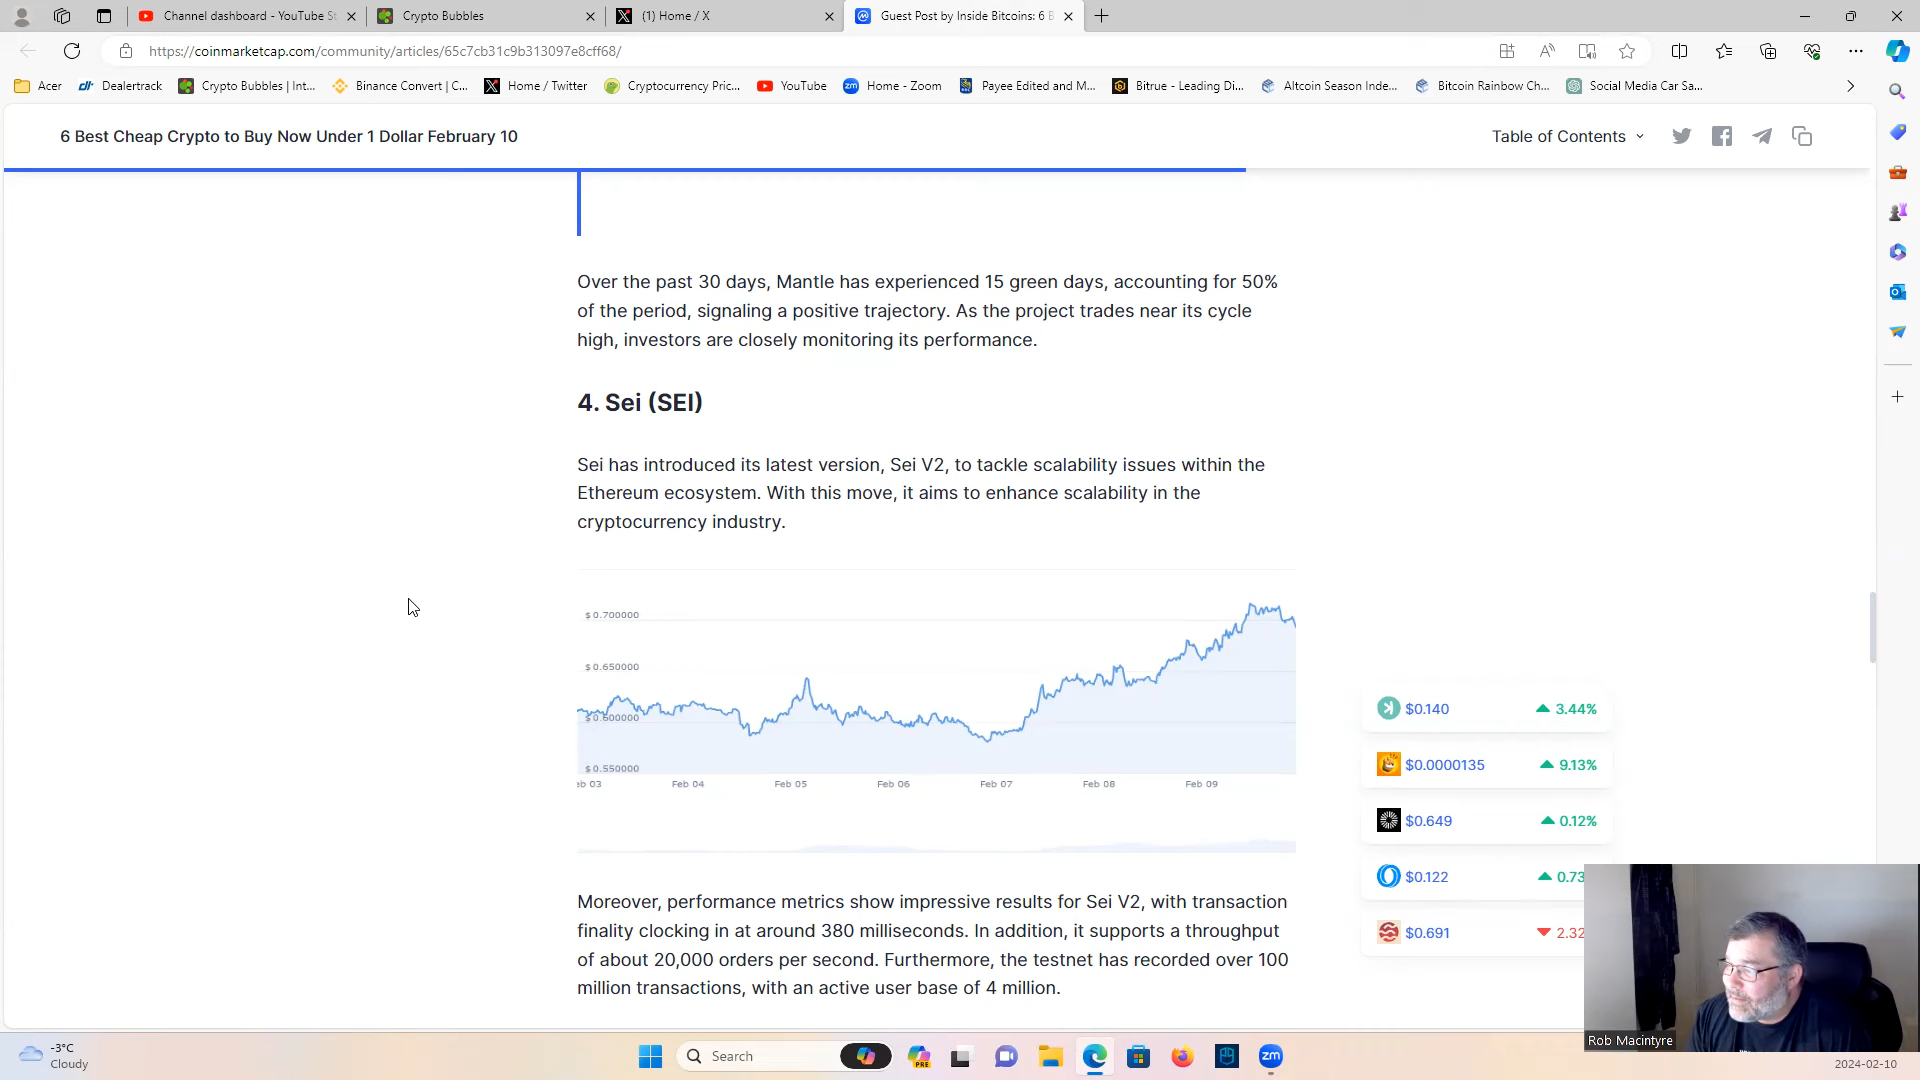 Channel dashboard - YouTube St
Crypto Bubbles
(1) Home / X
Guest Post by Inside Bitcoins: 6 B
https://coinmarketcap.com/community/articles/65c7cb31c9b313097e8cff68/
Acer
Dealertrack
Crypto Bubbles | Int...
Binance Convert | C...
Home / Twitter
Cryptocurrency Pric...
YouTube
Home - Zoom
Payee Edited and M...
Bitrue - Leading Di...
Altcoin Season Inde...
Bitcoin Rainbow Ch...
Social Media Car Sa...
6 Best Cheap Crypto to Buy Now Under 1 Dollar February 10
Table of Contents
Over the past 30 days, Mantle has experienced 15 green days, accounting for 50%
of the period, signaling a positive trajectory. As the project trades near its cycle
high, investors are closely monitoring its performance.
4. Sei (SEI)
Sei has introduced its latest version, Sei V2, to tackle scalability issues within the
Ethereum ecosystem. With this move, it aims to enhance scalability in the
cryptocurrency industry.
$0.700000
$0.650000
$0.600000
$0.550000
eb 03
Feb 04
Feb 05
Feb 06
Feb 07
Feb 08
Feb 09
$0.140
3.44%
$0.0000135
9.13%
$0.649
0.12%
$0.122
0.73
$0.691
2.32
Moreover, performance metrics show impressive results for Sei V2, with transaction
finality clocking in at around 380 milliseconds. In addition, it supports a throughput
of about 20,000 orders per second. Furthermore, the testnet has recorded over 100
million transactions, with an active user base of 4 million.
Rob Macintyre
-3°C
Cloudy
Search
PRE
zm
2024-02-10